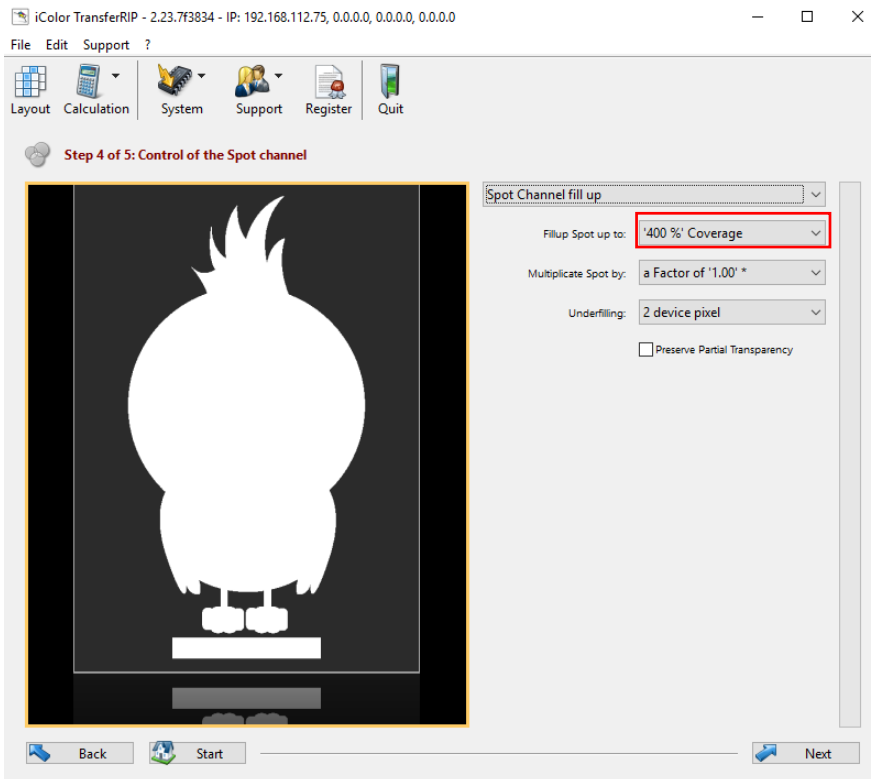 iColor TransferRIP - 2.23.7f3834 - IP: 192.168.112.75, 0.0.0.0, 0.0.0.0, 0.0.0.0
File Edit Support ?
Layout Calculation System Support Register Quit
Step 4 of 5: Control of the Spot channel
Spot Channel fill up
Fillup Spot up to: '400 %' Coverage
Multiplicate Spot by: a Factor of '1.00' *
Underfilling: 2 device pixel
Preserve Partial Transparency
Back Start Next